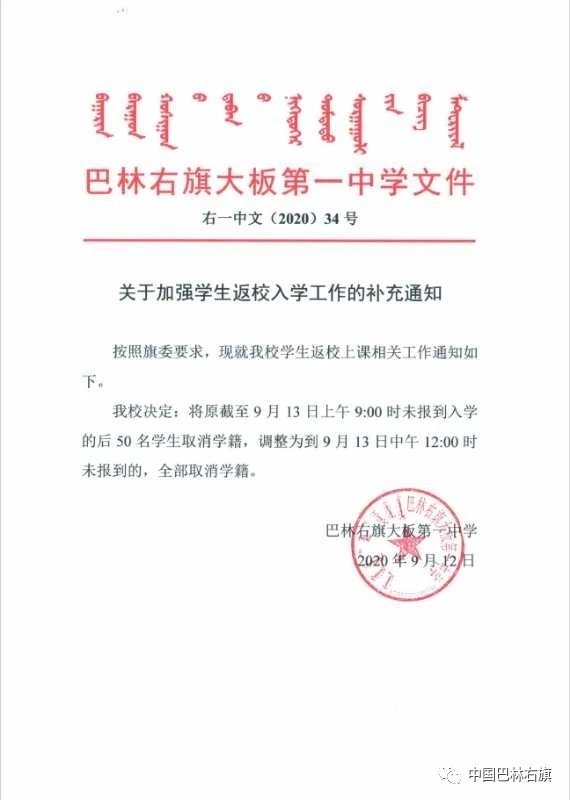 巴林右旗大板第一中学文件
右一中文（2020）34 号
关于加强学生返校入学工作的补充通知
按照旗委要求，现就我校学生返校上课相关工作通知如
下。
我校决定：将原截至 9 月 13 日上午 9:00 时未报到入学
的后 50 名学生取消学籍，调整为到 9 月 13 日中午 12:00 时
未报到的，全部取消学籍。
巴林右旗大板第一中学
2020 年 9 月 12 日
中国巴林右旗